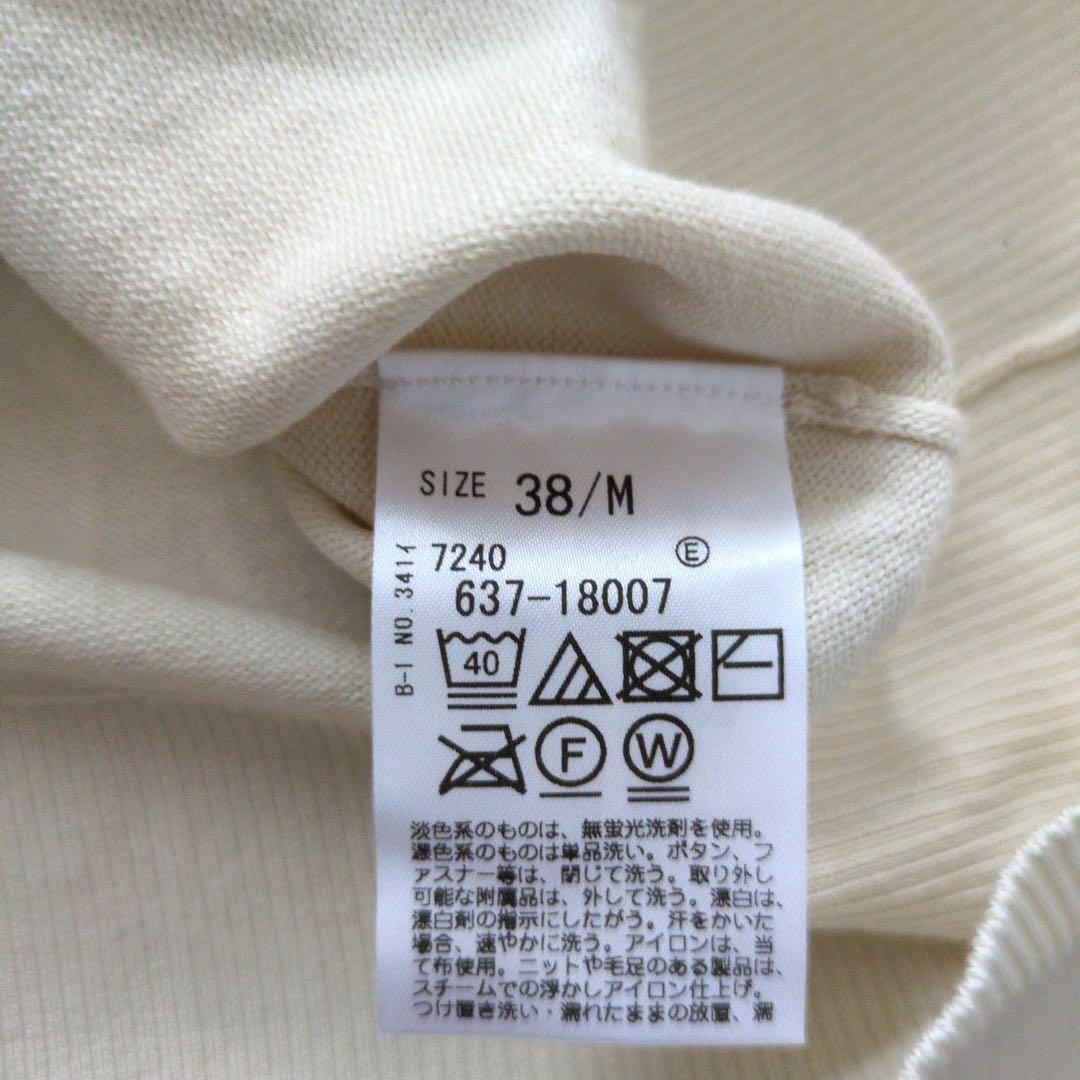 SIZE 38/M
7240 Ⓔ
637-18007
B-1 NO.341イ
40
F W
淡色系のものは、無蛍光洗剤を使用。
濃色系のものは単品洗い。ボタン、フ
ァスナー等は、閉じて洗う。取り外し
可能な附属品は、外して洗う。漂白は、
漂白剤の指示にしたがう。汗をかいた
場合、速やかに洗う。アイロンは、当
て布使用。ニットや毛足のある製品は、
スチームでの浮かしアイロン仕上げ。
つけ置き洗い・濡れたままの放置、濡